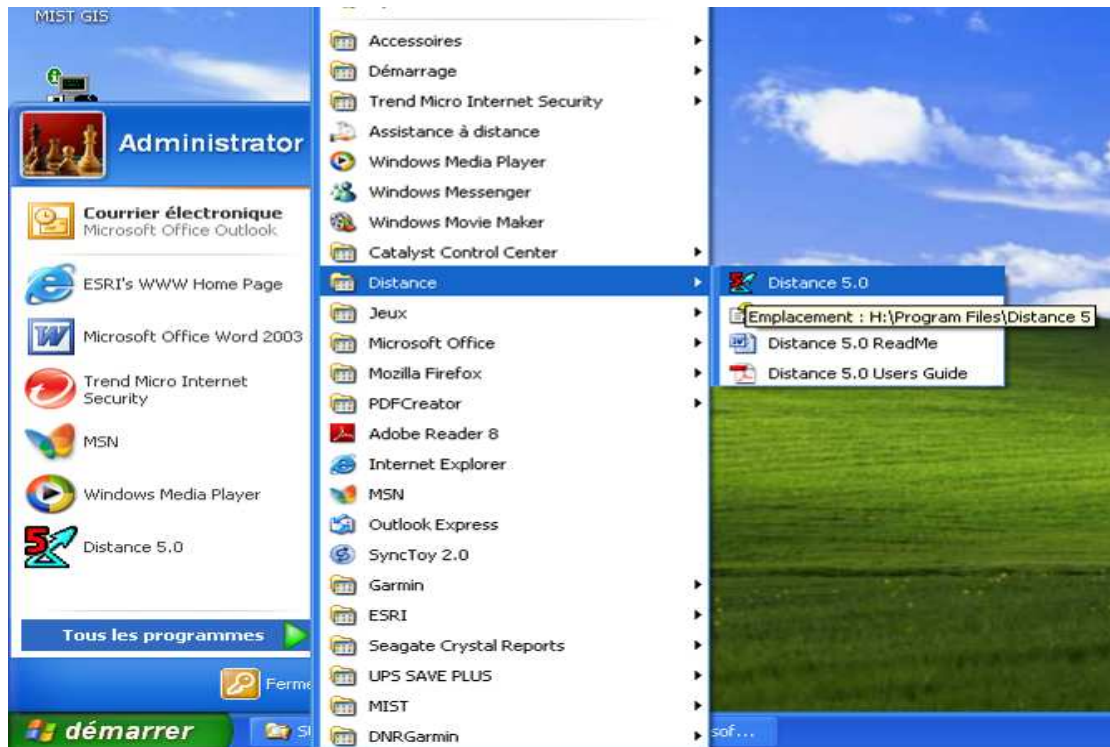 MIST GIS
Administrator
Courrier électronique
Microsoft Office Outlook
ESRI's WWW Home Page
Microsoft Office Word 2003
Trend Micro Internet
Security
MSN
Windows Media Player
Distance 5.0
Tous les programmes
Ferme
démarrer
Accessoires
Démarrage
Trend Micro Internet Security
Assistance à distance
Windows Media Player
Windows Messenger
Windows Movie Maker
Catalyst Control Center
Distance
Jeux
Microsoft Office
Mozilla Firefox
PDFCreator
Adobe Reader 8
Internet Explorer
MSN
Outlook Express
SyncToy 2.0
Garmin
ESRI
Seagate Crystal Reports
UPS SAVE PLUS
MIST
DNRGarmin
Distance 5.0
Emplacement : H:\Program Files\Distance 5
Distance 5.0 ReadMe
Distance 5.0 Users Guide
sof...